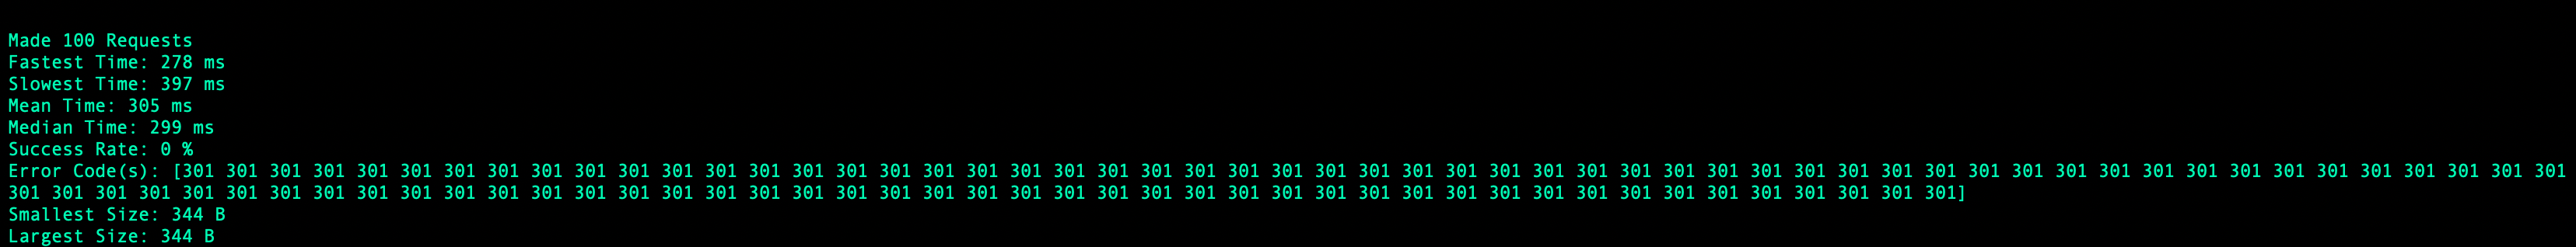 Made 100 Requests
Fastest Time: 278 ms
Slowest Time: 397 ms
Mean Time: 305 ms
Median Time: 299 ms
Success Rate: 0 %
Error Code(s): [301 301 301 301 301 301 301 301 301 301 301 301 301 301 301 301 301 301 301 301 301 301 301 301 301 301 301 301 301 301 301 301 301 301 301 301 301 301 301 301 301 301 301 301 301 301 301 301 301 301 301 301 301 301 301
301 301 301 301 301 301 301 301 301 301 301 301 301 301 301 301 301 301 301 301 301 301 301 301 301 301 301 301 301 301 301 301 301 301 301 301 301 301 301 301 301 301 301 301 301]
Smallest Size: 344 B
Largest Size: 344 B